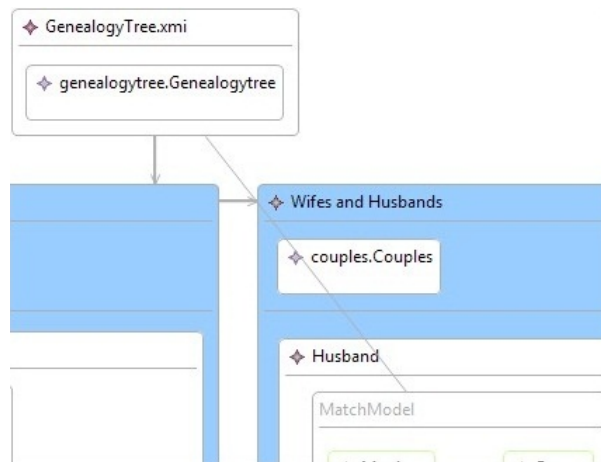 GenealogyTree.xmi
genealogytree.Genealogytree
Wifes and Husbands
couples.Couples
Husband
MatchModel